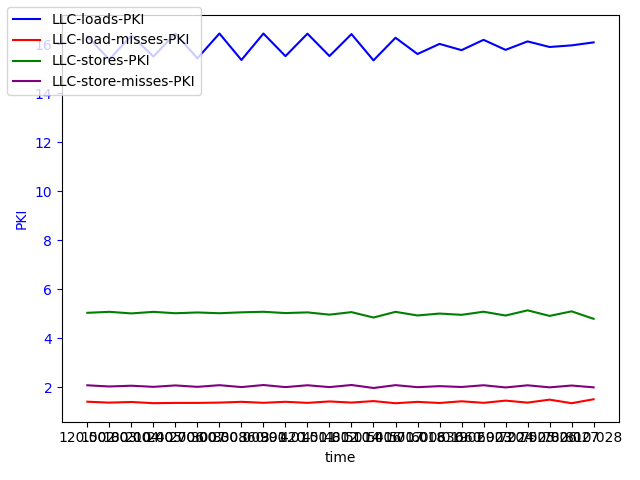 LLC-loads-PKI
LLC-load-misses-PKI
LLC-stores-PKI
LLC-store-misses-PKI
16
14
12
10
8
6
4
2
PKI
time